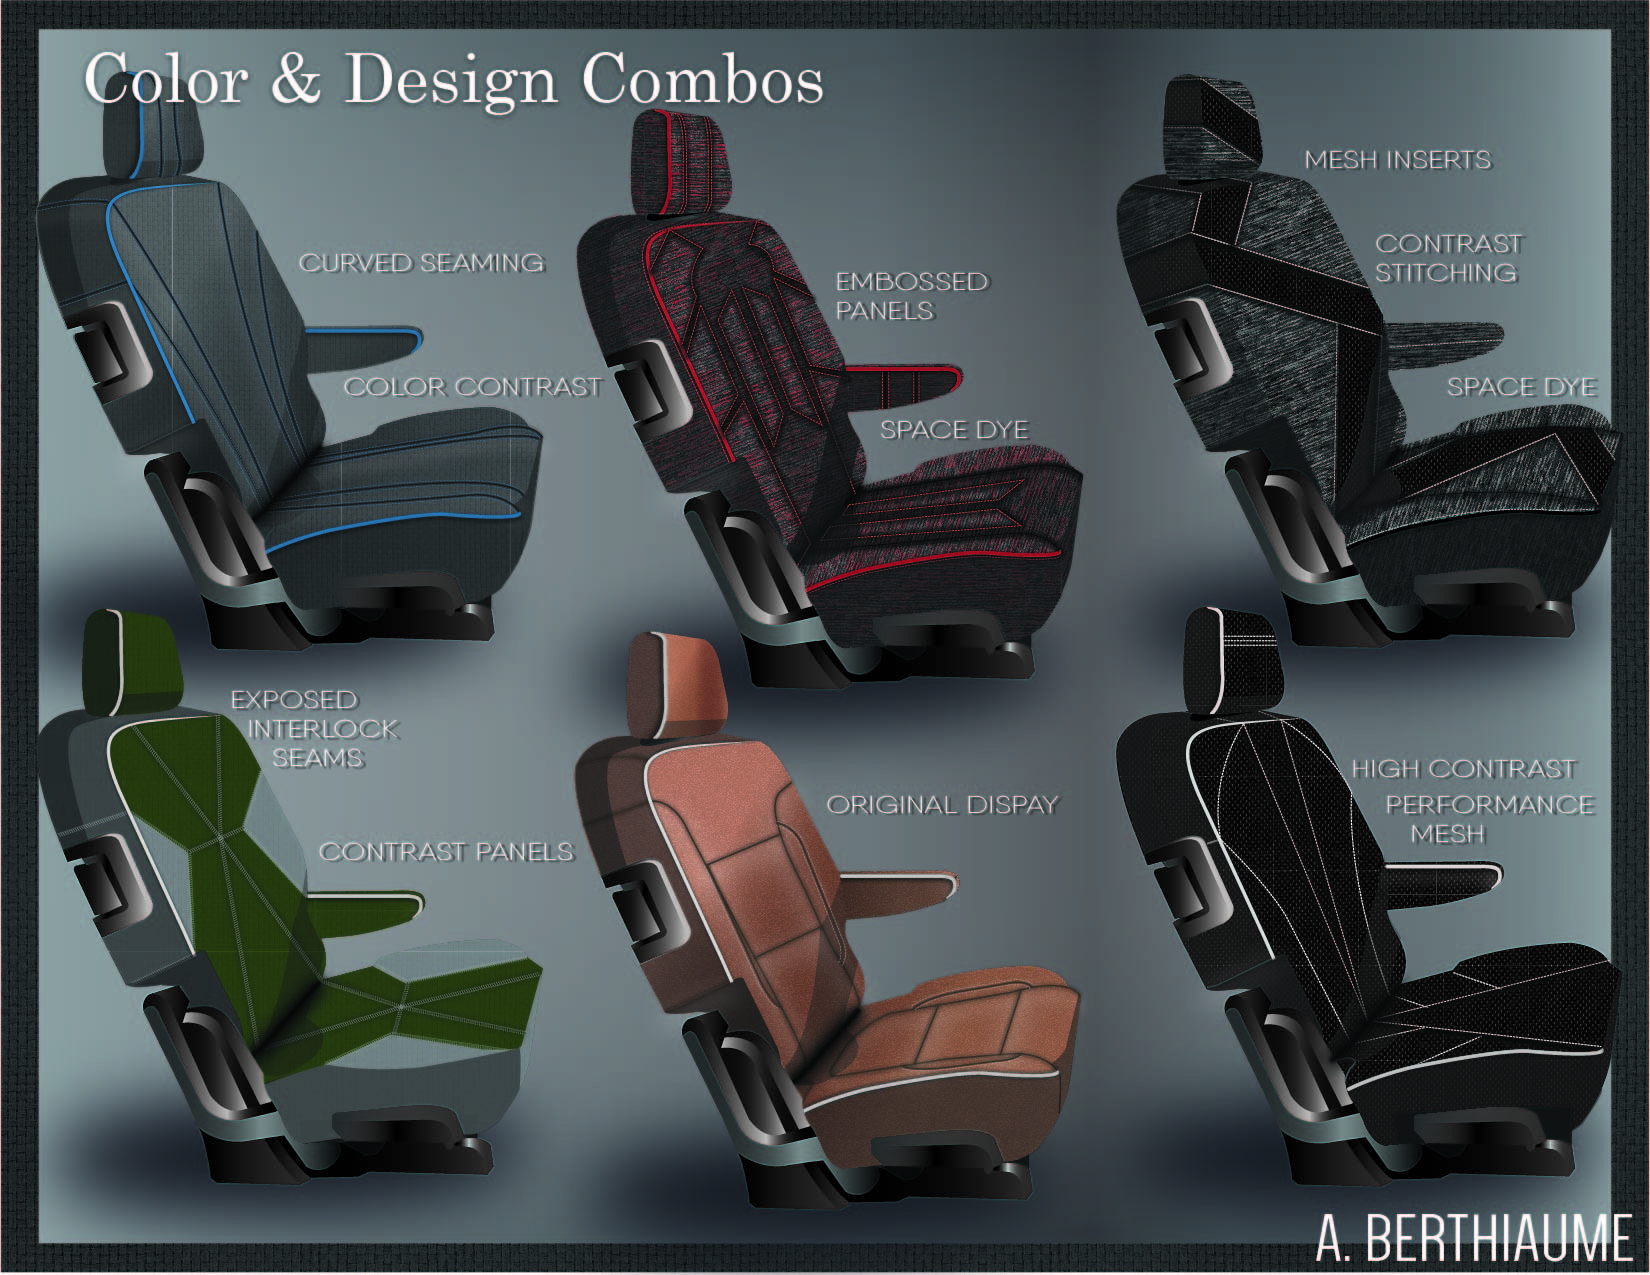 Color & Design Combos
CURVED SEAMING
COLOR CONTRAST
EMBOSSED
PANELS
SPACE DYE
MESH INSERTS
CONTRAST
STITCHING
SPACE DYE
EXPOSED
INTERLOCK
SEAMS
CONTRAST PANELS
ORIGINAL DISPAY
HIGH CONTRAST
PERFORMANCE
MESH
A. BERTHIAUME